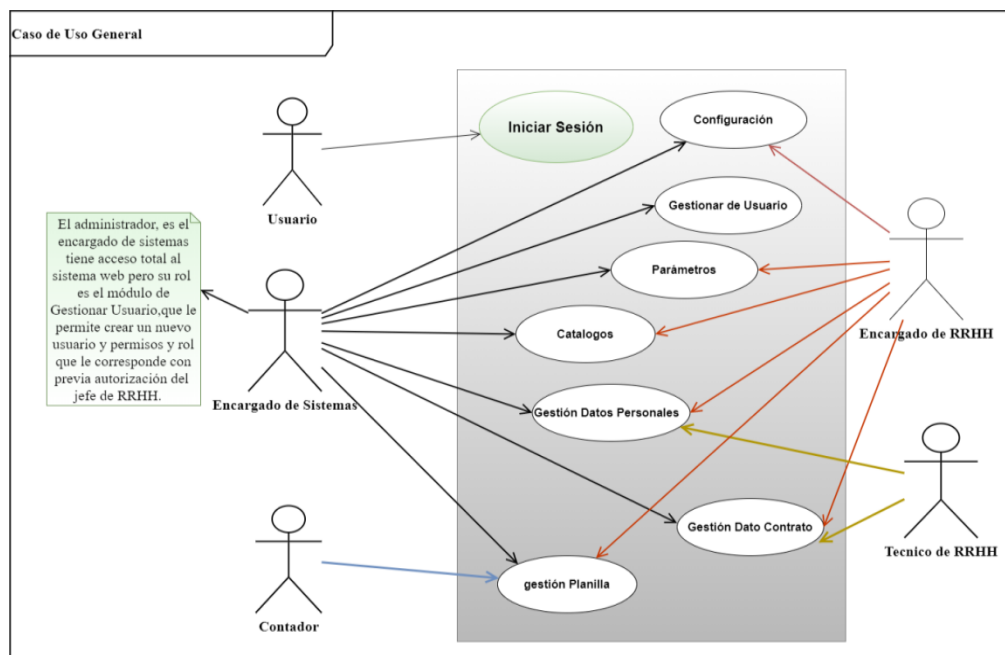 Caso de Uso General
Iniciar Sesión
Configuración
Usuario
Gestionar de Usuario
El administrador, es el
encargado de sistemas
tiene acceso total al
sistema web pero su rol
es el módulo de
Gestionar Usuario,que le
permite crear un nuevo
usuario y permisos y rol
que le corresponde con
previa autorización del
jefe de RRHH.
Paràmetros
Encargado de RRHH
Catalogos
Encargado de Sistemas
Gestión Datos Personales
Gestión Dato Contrato
Tecnico de RRHH
gestión Planilla
Contador